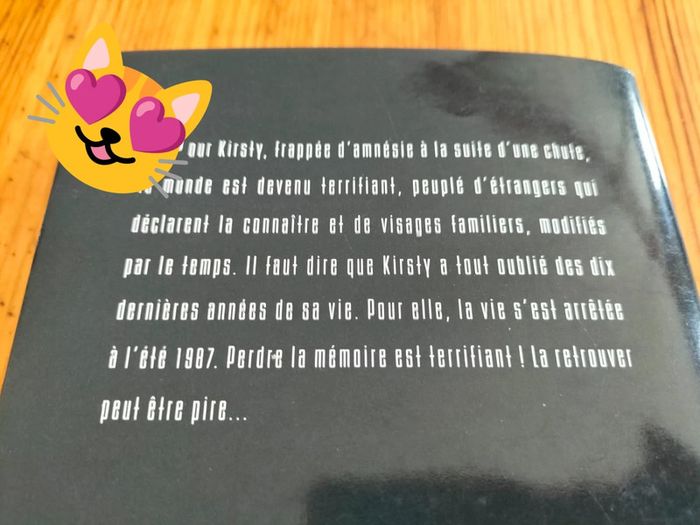 our Kirsty, frappée d'amnésie à la suite d'une chute,
monde est devenu terrifiant, peuplé d'étrangers qui
déclarent la connaître et de visages familiers, modifiés
par le temps. Il faut dire que Kirsty a tout oublié des dix
dernières années de sa vie. Pour elle, la vie s'est arrêtée
à l'été 1987. Perdre la mémoire est terrifiant ! La retrouver
peut être pire...